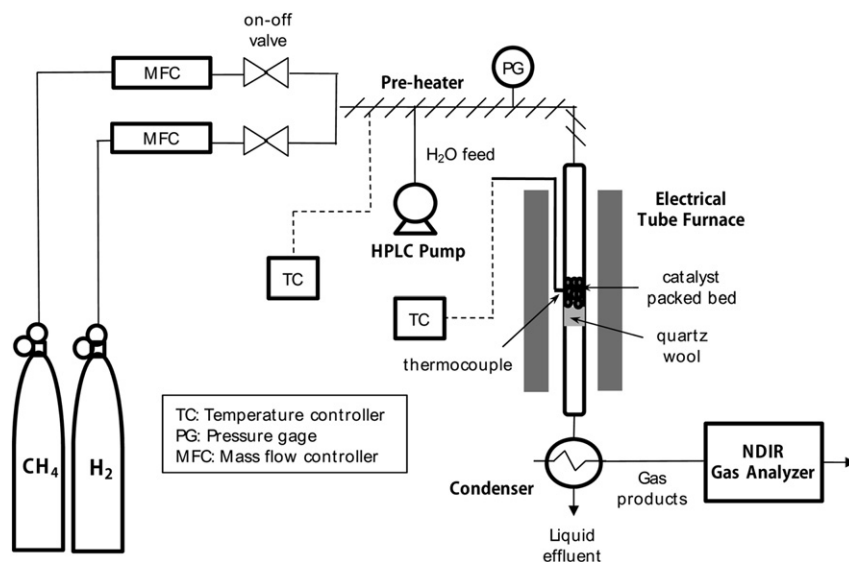 on-off
valve
MFC
MFC
Pre-heater
PG
H₂O feed
HPLC Pump
TC
TC
Electrical
Tube Furnace
catalyst
packed bed
quartz
wool
thermocouple
TC: Temperature controller
PG: Pressure gage
MFC: Mass flow controller
CH₄
H₂
Condenser
Gas
products
NDIR
Gas Analyzer
Liquid
effluent